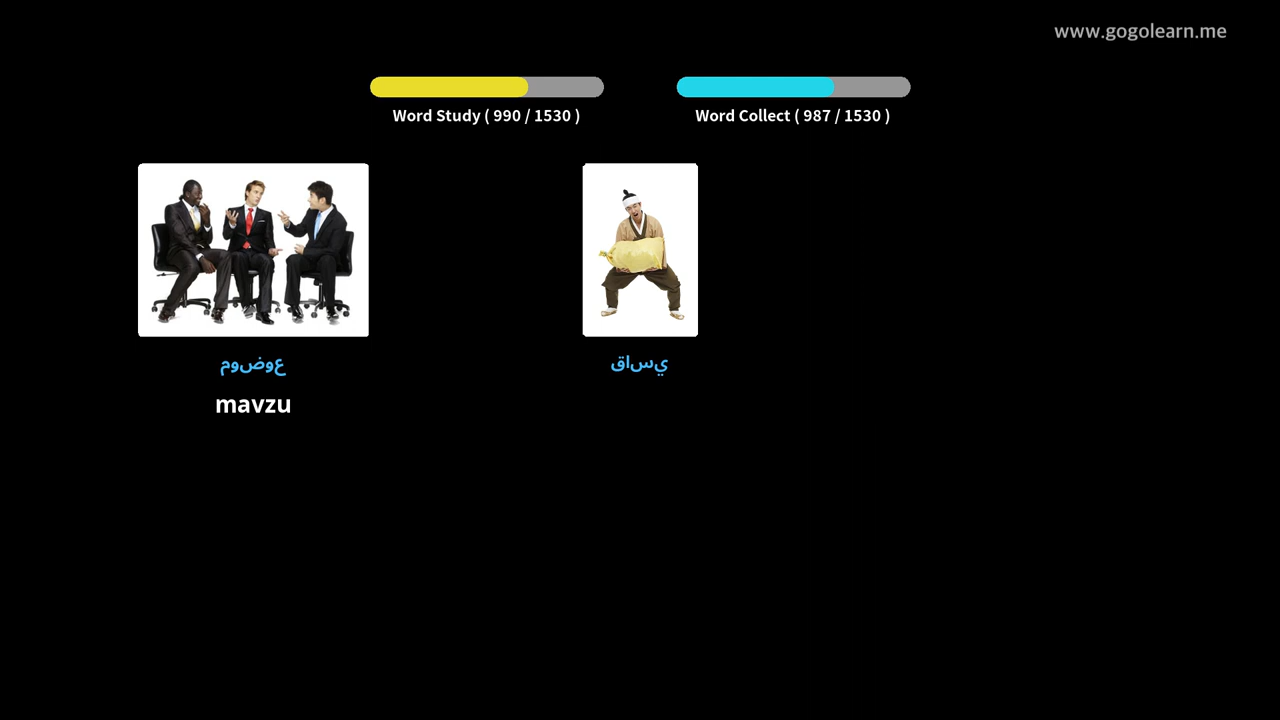 www.gogolearn.me
Word Study ( 990 / 1530 )
Word Collect ( 987 / 1530 )
موضوع
قاسي
mavzu